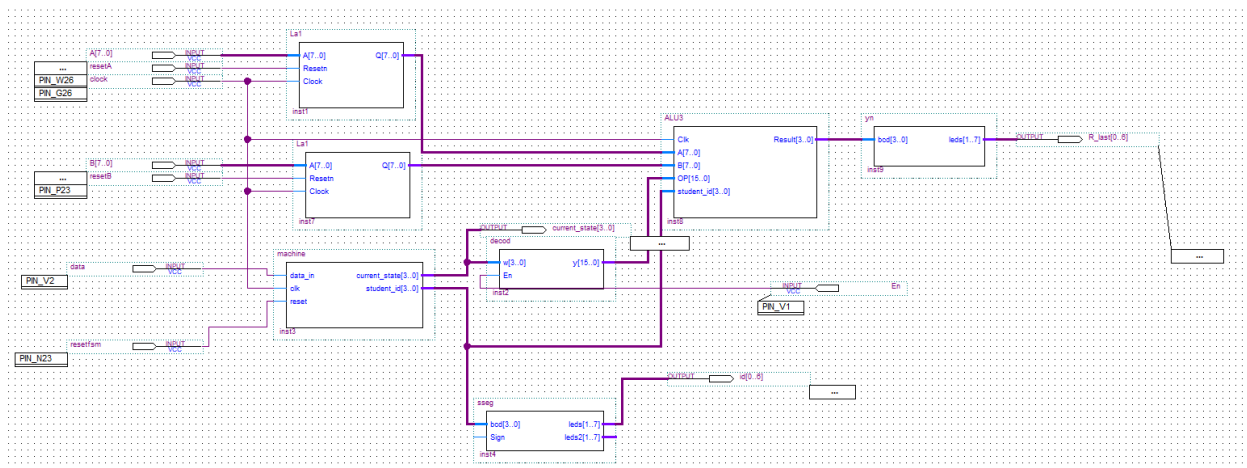 A[7..0] INPUT VCC
... resetA INPUT VCC
PIN_W26 clock INPUT VCC
PIN_G26
La1
A[7..0] Q[7..0]
Resetn
Clock
inst1
B[7..0] INPUT VCC
... resetB INPUT VCC
PIN_P23
La1
A[7..0] Q[7..0]
Resetn
Clock
inst7
ALU3
Clk Result[3..0]
A[7..0]
B[7..0]
OP[15..0]
student_id[3..0]
inst8
yn
bcd[3..0] leds[1..7]
inst9
OUTPUT R_last[0..6]
...
OUTPUT current_state[3..0]
...
decod
w[3..0] y[15..0]
En
inst2
INPUT VCC En
PIN_V1
machine
data_in current_state[3..0]
clk student_id[3..0]
reset
inst3
data INPUT VCC
PIN_V2
resetfsm INPUT VCC
PIN_N23
OUTPUT id[0..6]
...
sseg
bcd[3..0] leds[1..7]
Sign leds2[1..7]
inst4